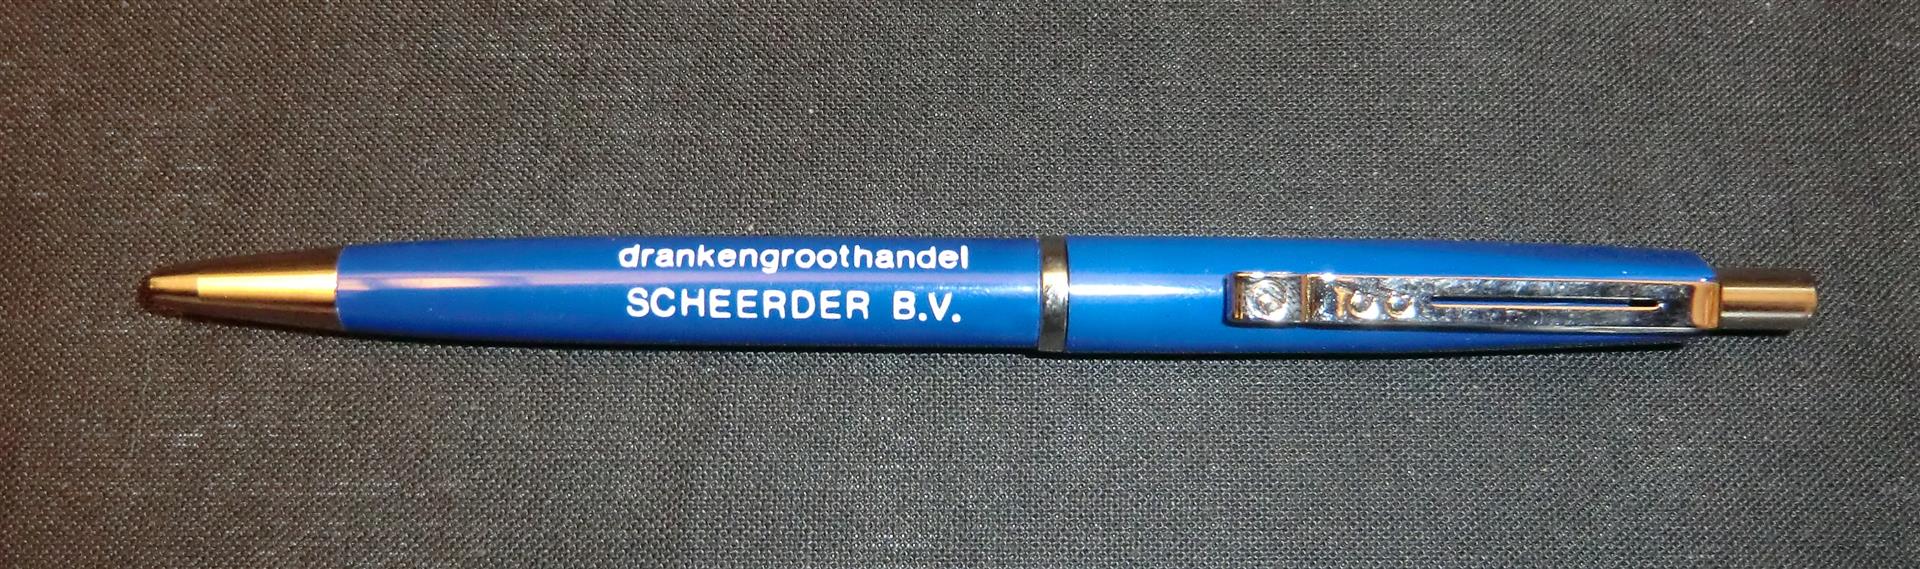 drankengroothandel
SCHEERDER B.V.